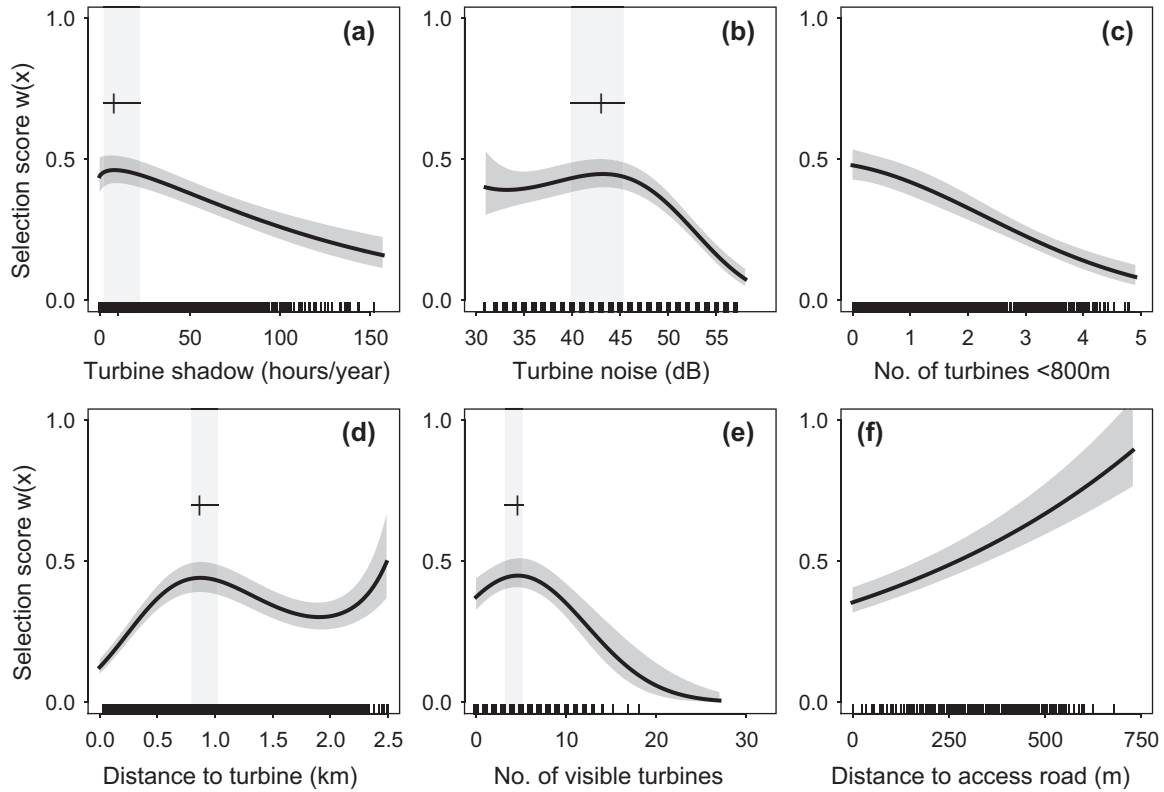 Selection score w(x)
1.0
0.5
0.0
(a)
0 50 100 150
Turbine shadow (hours/year)
1.0
0.5
0.0
(b)
30 35 40 45 50 55
Turbine noise (dB)
1.0
0.5
0.0
(c)
0 1 2 3 4 5
No. of turbines <800m
Selection score w(x)
1.0
0.5
0.0
(d)
0.0 0.5 1.0 1.5 2.0 2.5
Distance to turbine (km)
1.0
0.5
0.0
(e)
0 10 20 30
No. of visible turbines
1.0
0.5
0.0
(f)
0 250 500 750
Distance to access road (m)